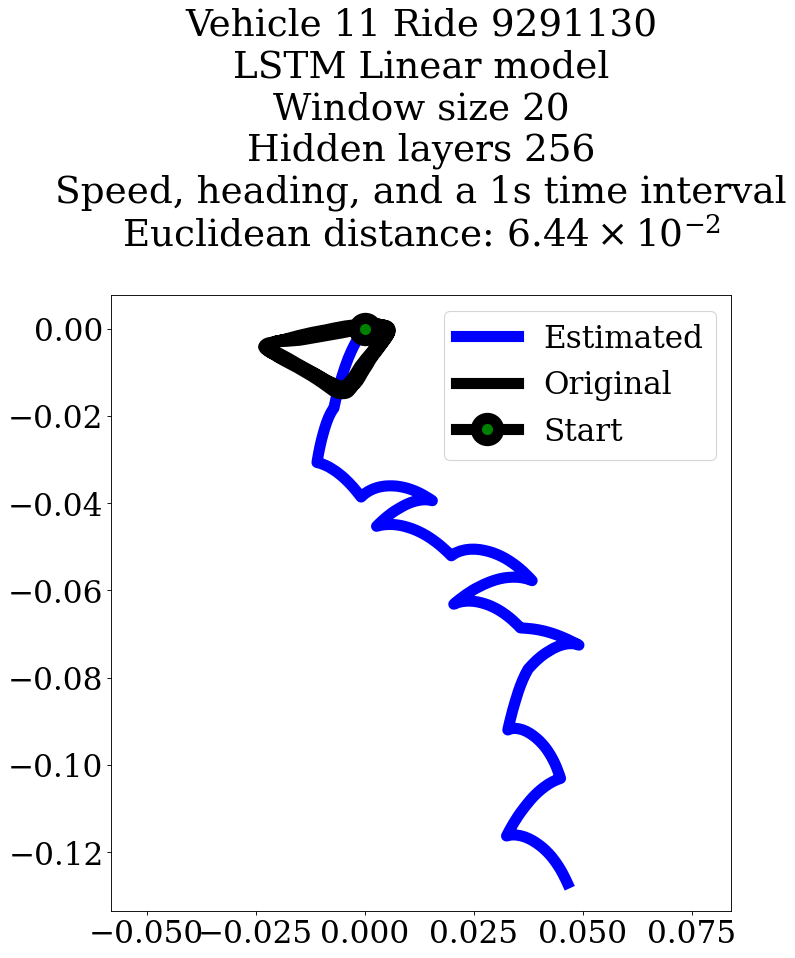 Vehicle 11 Ride 9291130
LSTM Linear model
Window size 20
Hidden layers 256
Speed, heading, and a 1s time interval
Euclidean distance: 6.44 × 10⁻²
Estimated
Original
Start
0.00
−0.02
−0.04
−0.06
−0.08
−0.10
−0.12
−0.050 −0.025 0.000 0.025 0.050 0.075